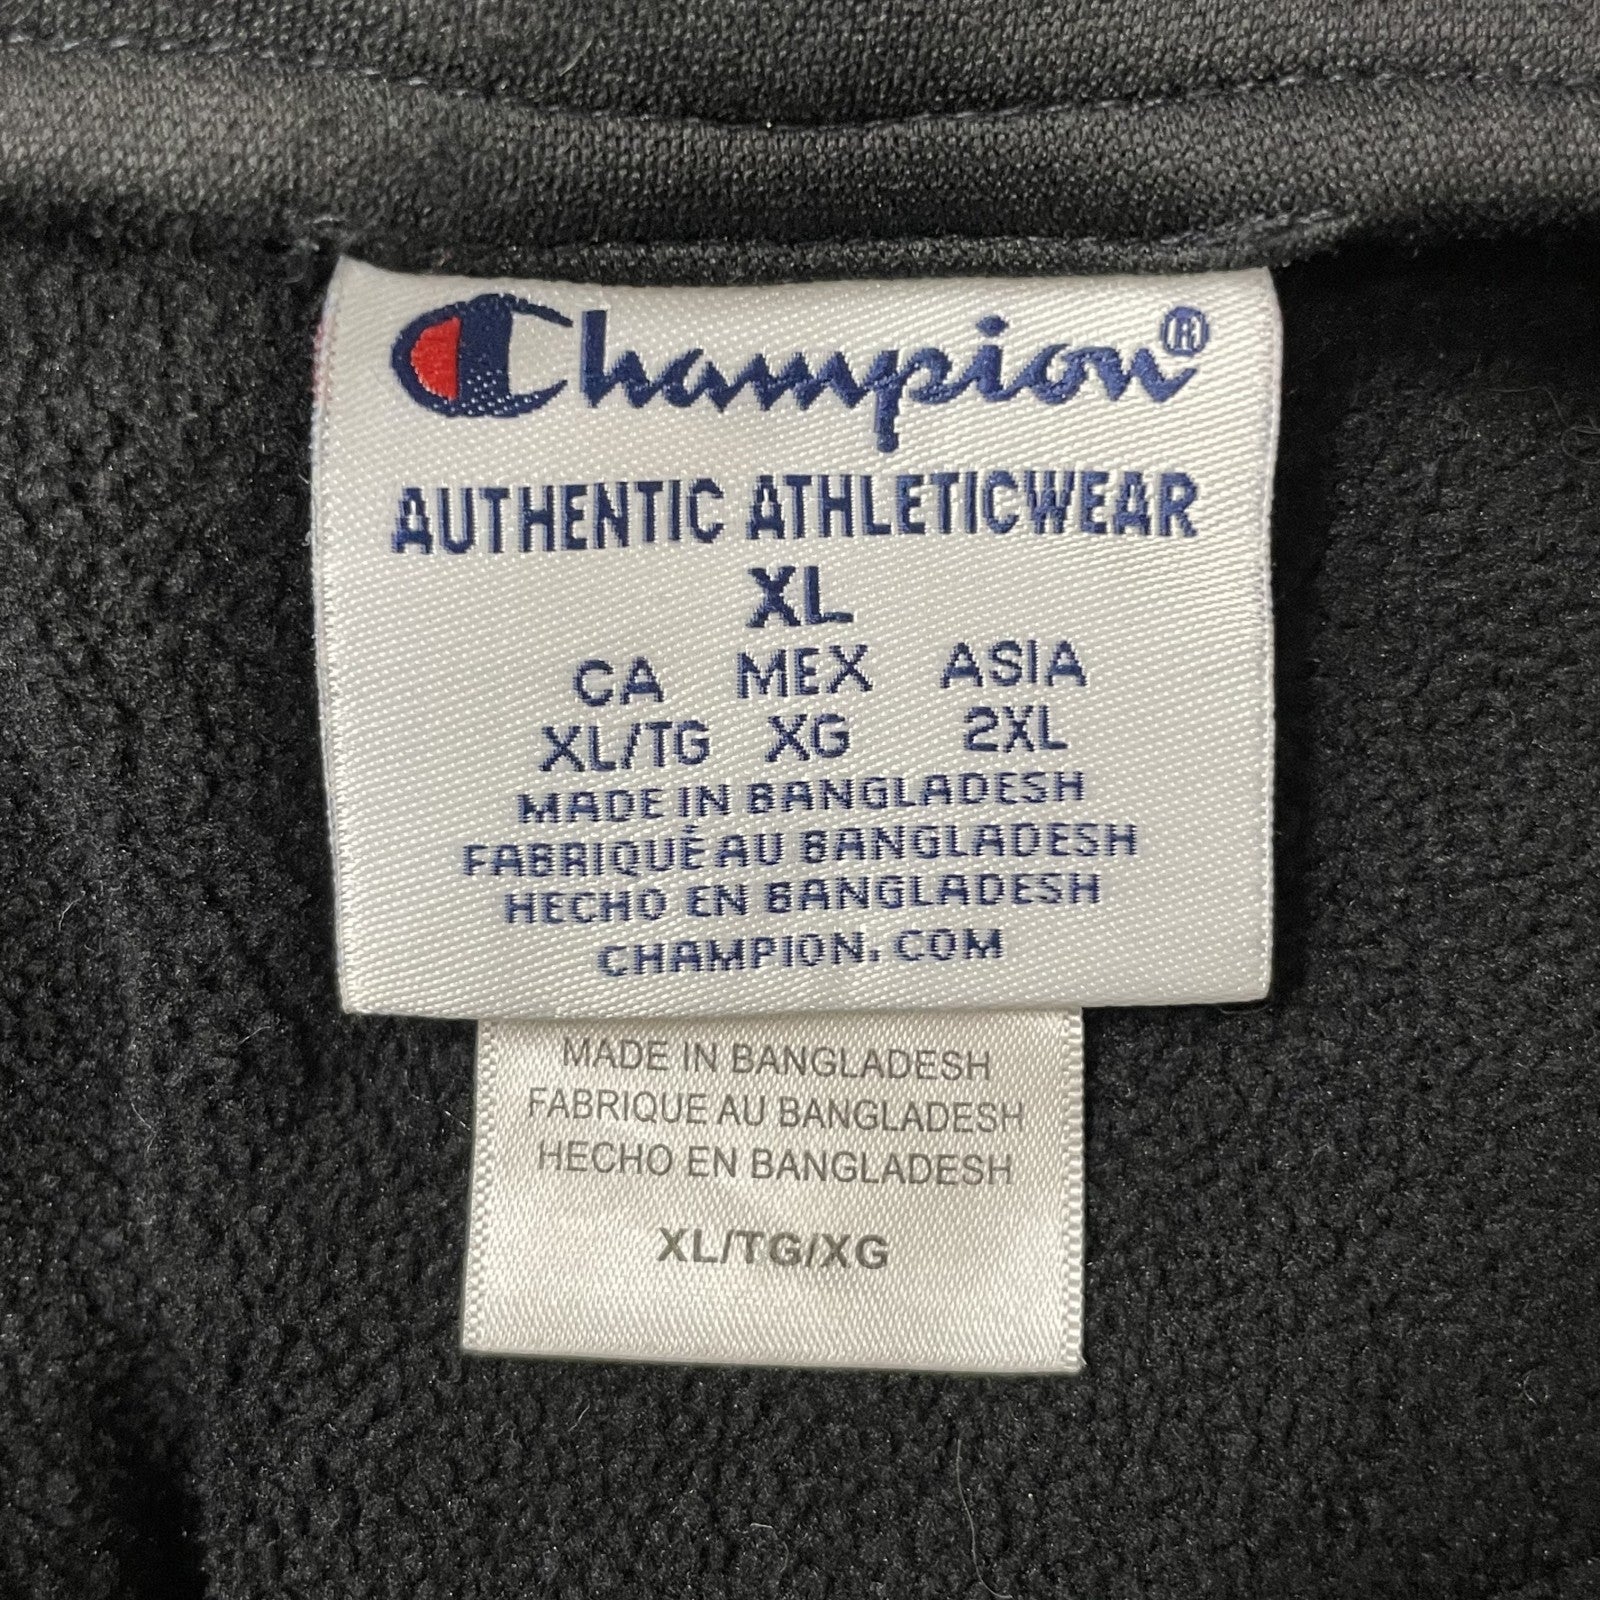 Champion®
AUTHENTIC ATHLETICWEAR
XL
CA MEX ASIA
XL/TG XG 2XL
MADE IN BANGLADESH
FABRIQUÉ AU BANGLADESH
HECHO EN BANGLADESH
CHAMPION.COM
MADE IN BANGLADESH
FABRIQUE AU BANGLADESH
HECHO EN BANGLADESH
XL/TG/XG